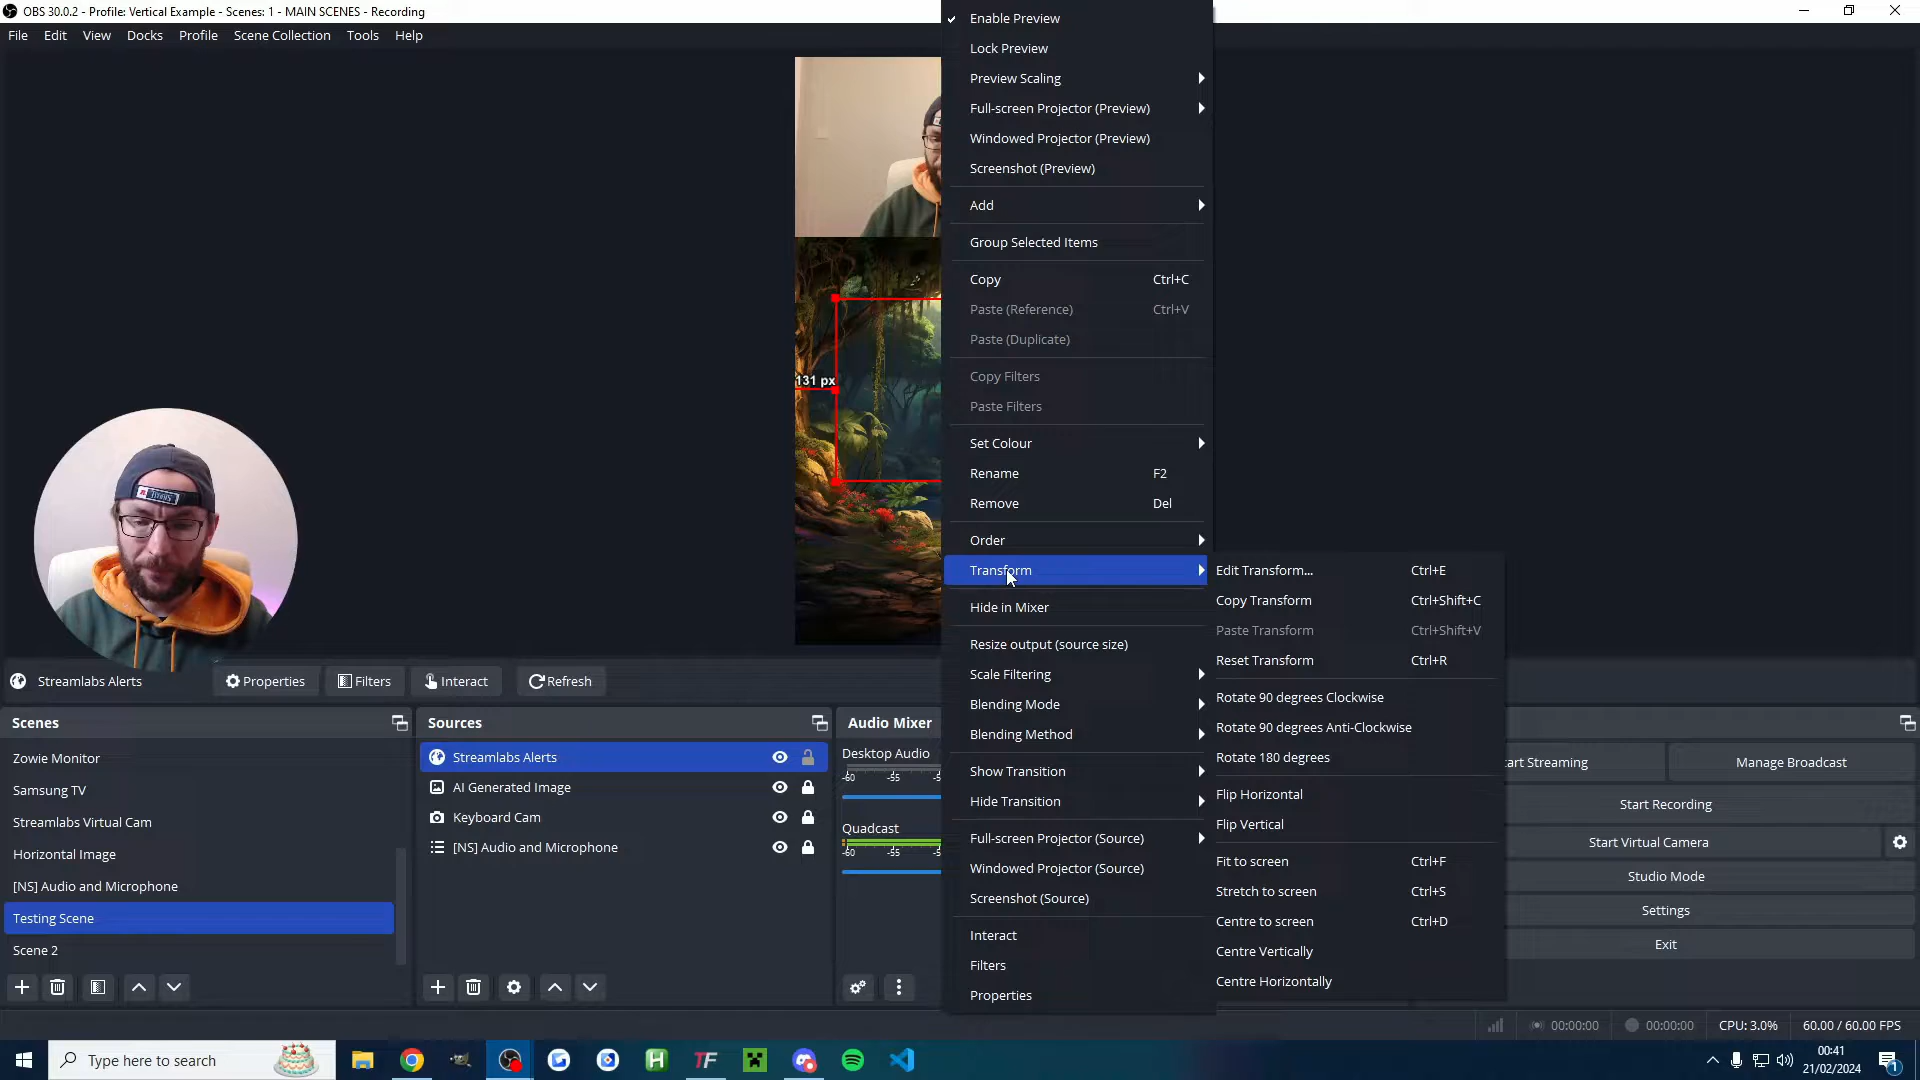 OBS 30.0.2 - Profile: Vertical Example - Scenes: 1 - MAIN SCENES - Recording
File Edit View Docks Profile Scene Collection Tools Help
131 px
Enable Preview
Lock Preview
Preview Scaling
Full-screen Projector (Preview)
Windowed Projector (Preview)
Screenshot (Preview)
Add
Group Selected Items
Copy Ctrl+C
Paste (Reference) Ctrl+V
Paste (Duplicate)
Copy Filters
Paste Filters
Set Colour
Rename F2
Remove Del
Order
Transform
Hide in Mixer
Resize output (source size)
Scale Filtering
Blending Mode
Blending Method
Show Transition
Hide Transition
Full-screen Projector (Source)
Windowed Projector (Source)
Screenshot (Source)
Interact
Filters
Properties
Edit Transform... Ctrl+E
Copy Transform Ctrl+Shift+C
Paste Transform Ctrl+Shift+V
Reset Transform Ctrl+R
Rotate 90 degrees Clockwise
Rotate 90 degrees Anti-Clockwise
Rotate 180 degrees
Flip Horizontal
Flip Vertical
Fit to screen Ctrl+F
Stretch to screen Ctrl+S
Centre to screen Ctrl+D
Centre Vertically
Centre Horizontally
Streamlabs Alerts Properties Filters Interact Refresh
Scenes
Zowie Monitor
Samsung TV
Streamlabs Virtual Cam
Horizontal Image
[NS] Audio and Microphone
Testing Scene
Scene 2
Sources
Streamlabs Alerts
AI Generated Image
Keyboard Cam
[NS] Audio and Microphone
Audio Mixer
Desktop Audio
-60 -55
Quadcast
-60 -55
art Streaming Manage Broadcast
Start Recording
Start Virtual Camera
Studio Mode
Settings
Exit
00:00:00 00:00:00 CPU: 3.0% 60.00 / 60.00 FPS
Type here to search
H
TF
00:41
21/02/2024
1